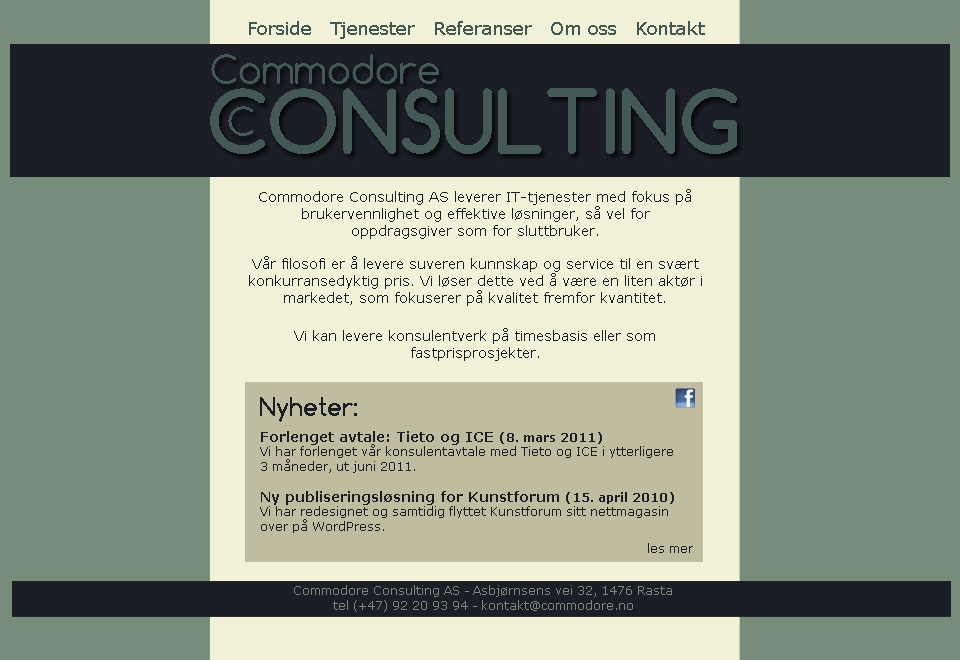 Forside Tjenester Referanser Om oss Kontakt
Commodore
CONSULTING
Commodore Consulting AS leverer IT-tjenester med fokus på
brukervennlighet og effektive løsninger, så vel for
oppdragsgiver som for sluttbruker.
Vår filosofi er å levere suveren kunnskap og service til en svært
konkurransedyktig pris. Vi løser dette ved å være en liten aktør i
markedet, som fokuserer på kvalitet fremfor kvantitet.
Vi kan levere konsulentverk på timesbasis eller som
fastprisprosjekter.
f
Nyheter:
Forlenget avtale: Tieto og ICE (8. mars 2011)
Vi har forlenget vår konsulentavtale med Tieto og ICE i ytterligere
3 måneder, ut juni 2011.
Ny publiseringsløsning for Kunstforum (15. april 2010)
Vi har redesignet og samtidig flyttet Kunstforum sitt nettmagasin
over på WordPress.
les mer
Commodore Consulting AS - Asbjørnsens vei 32, 1476 Rasta
tel (+47) 92 20 93 94 - kontakt@commodore.no